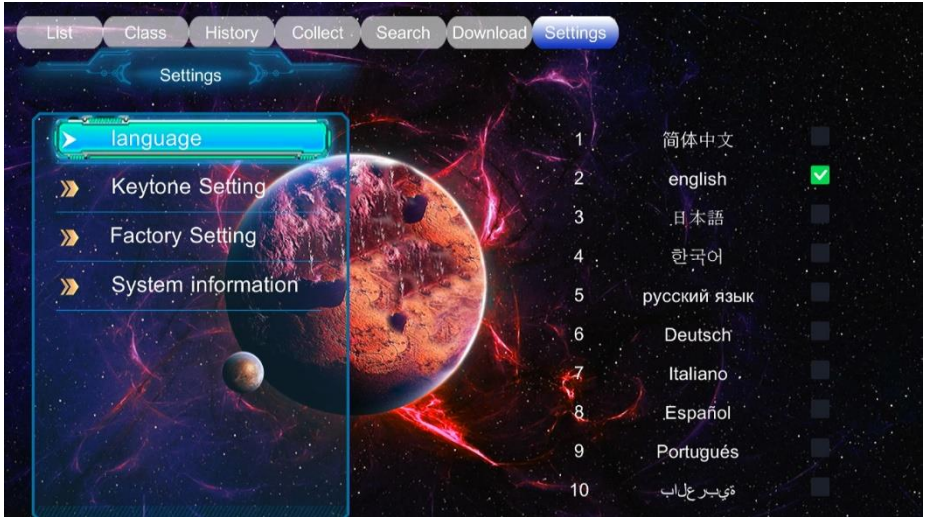 List Class History Collect Search Download Settings
Settings
language
Keytone Setting
Factory Setting
System information
1 简体中文
2 english
3 日本語
4 한국어
5 русский язык
6 Deutsch
7 Italiano
8 Español
9 Portugués
10 ةيبرعلاب